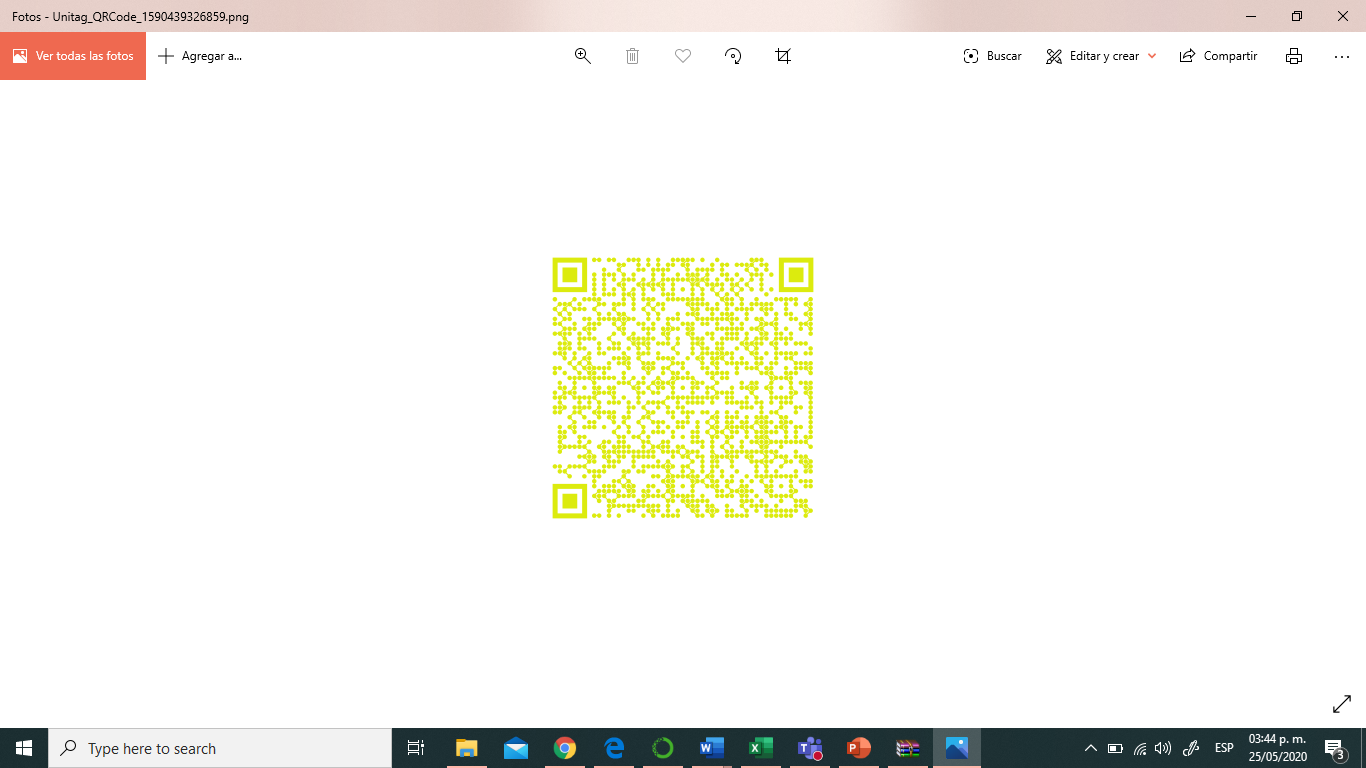 Fotos - Unitag_QRCode_1590439326859.png
Ver todas las fotos
Agregar a...
Buscar
Editar y crear
Compartir
Type here to search
ESP
03:44 p. m.
25/05/2020
3